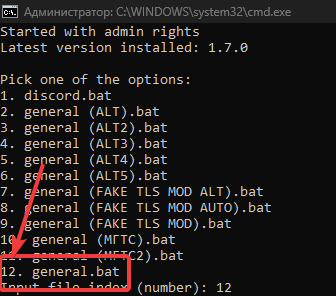 Администратор: C:\WINDOWS\system32\cmd.exe
Started with admin rights
Latest version installed: 1.7.0
Pick one of the options:
1. discord.bat
2. general (ALT).bat
3. general (ALT2).bat
4. general (ALT3).bat
5. general (ALT4).bat
6. general (ALT5).bat
7. general (FAKE TLS MOD ALT).bat
8. general (FAKE TLS MOD AUTO).bat
9. general (FAKE TLS MOD).bat
10. general (MFTC).bat
11. general (MFTC2).bat
12. general.bat
Input file index (number): 12